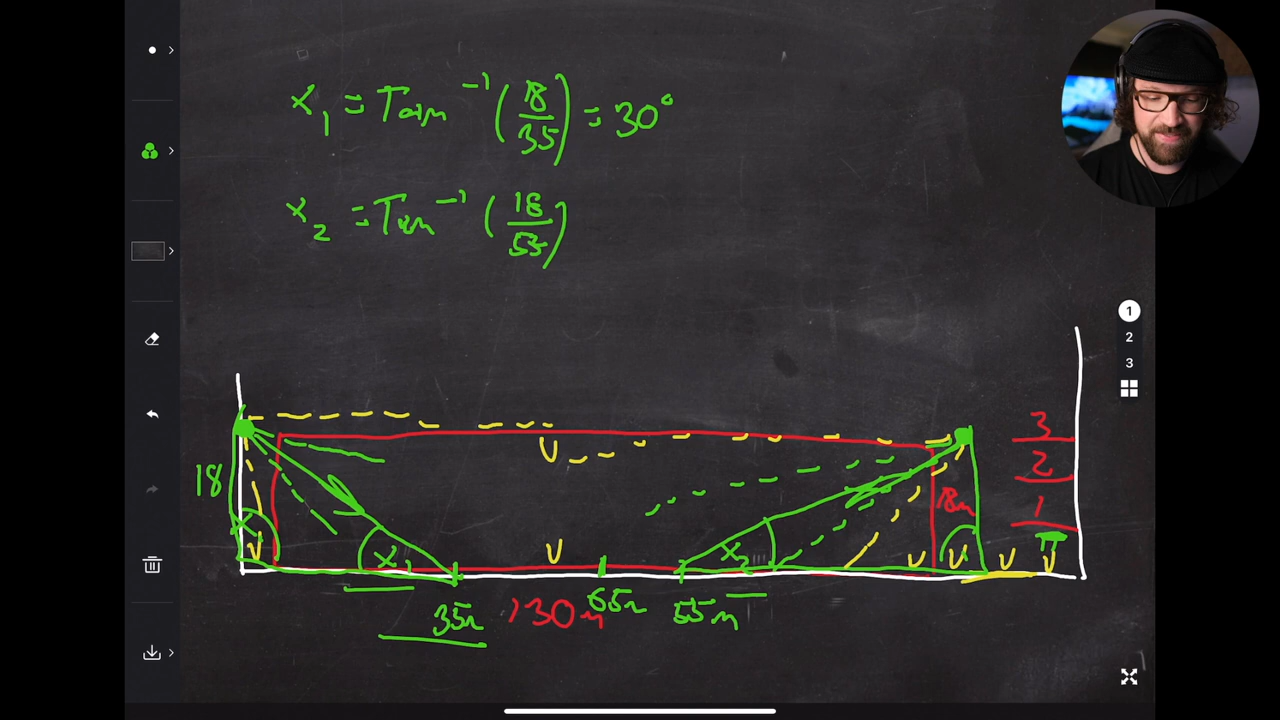 x₁ = Tan⁻¹ (18/35) = 30°
x₂ = Tan⁻¹ (18/55)
1
2
3
3
2
1
18
18m
V
V
V
V
V
V
V
x
x₁
x₂
35m
130m
65m
55m